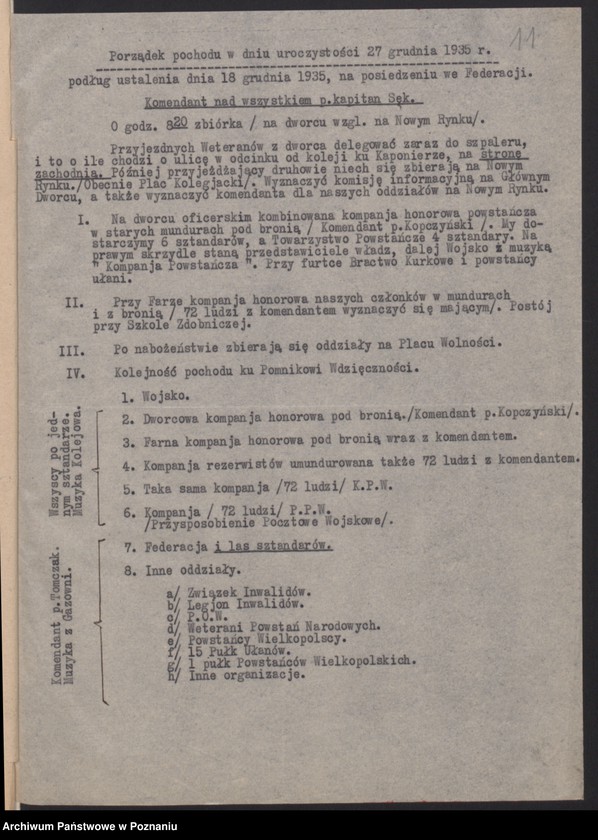 11
Porządek pochodu w dniu uroczystości 27 grudnia 1935 r.
podług ustalenia dnia 18 grudnia 1935, na posiedzeniu we Federacji.
Komendant nad wszystkiem p.kapitan Sęk.
O godz. 8²⁰ zbiórka / na dworcu wzgl. na Nowym Rynku/.
Przyjezdnych Weteranów z dworca delegować zaraz do szpaleru,
i to o ile chodzi o ulicę w odcinku od koleji ku Kaponierze, na stronę
zachodnią. Później przyjeżdżający druhowie niech się zbierają na Nowym
Rynku./Obecnie Plac Kolegjacki/. Wyznaczyć komisję informacyjną na Głównym
Dworcu, a także wyznaczyć komendanta dla naszych oddziałów na Nowym Rynku.
I. Na dworcu oficerskim kombinowana kompanja honorowa powstańcza
w starych mundurach pod bronią / Komendant p.Kopczyński /. My do-
starczymy 6 sztandarów, a Towarzystwo Powstańcze 4 sztandary. Na
prawym skrzydle staną przedstawiciele władz, dalej Wojsko z muzyką
" Kompanja Powstańcza ". Przy furtce Bractwo Kurkowe i powstańcy
ułani.
II. Przy Farze kompanja honorowa naszych członków w mundurach
i z bronią / 72 ludzi z komendantem wyznaczyć się mającym/. Postój
przy Szkole Zdobniczej.
III. Po nabożeństwie zbierają się oddziały na Placu Wolności.
IV. Kolejność pochodu ku Pomnikowi Wdzięczności.
1. Wojsko.
2. Dworcowa kompanja honorowa pod bronią./Komendant p.Kopczyński/.
3. Farna kompanja honorowa pod bronią wraz z komendantem.
4. Kompanja rezerwistów umundurowana także 72 ludzi z komendantem.
5. Taka sama kompanja /72 ludzi/ K.P.W.
6. Kompanja / 72 ludzi/ P.P.W.
/Przysposobienie Pocztowe Wojskowe/.
Wszyscy po jed-
nym sztandarze.
Muzyka Kolejowa.
7. Federacja i las sztandarów.
8. Inne oddziały.
a/ Związek Inwalidów.
b/ Legjon Inwalidów.
c/ P.O.W.
d/ Weterani Powstań Narodowych.
e/ Powstańcy Wielkopolscy.
f/ 15 Pułk Ułanów.
g/ 1 pułk Powstańców Wielkopolskich.
h/ Inne organizacje.
Komendant p.Tomczak.
Muzyka z Gazowni.
Archiwum Państwowe w Poznaniu